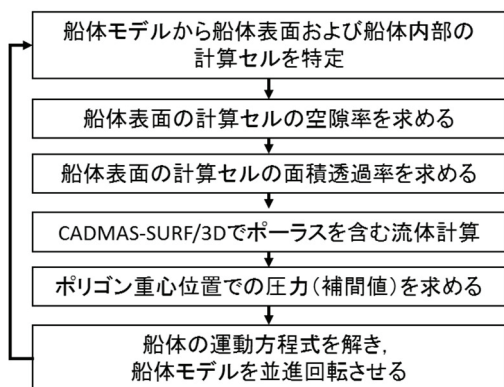 船体モデルから船体表面および船体内部の
計算セルを特定
船体表面の計算セルの空隙率を求める
船体表面の計算セルの面積透過率を求める
CADMAS-SURF/3Dでポーラスを含む流体計算
ポリゴン重心位置での圧力(補間値)を求める
船体の運動方程式を解き,
船体モデルを並進回転させる